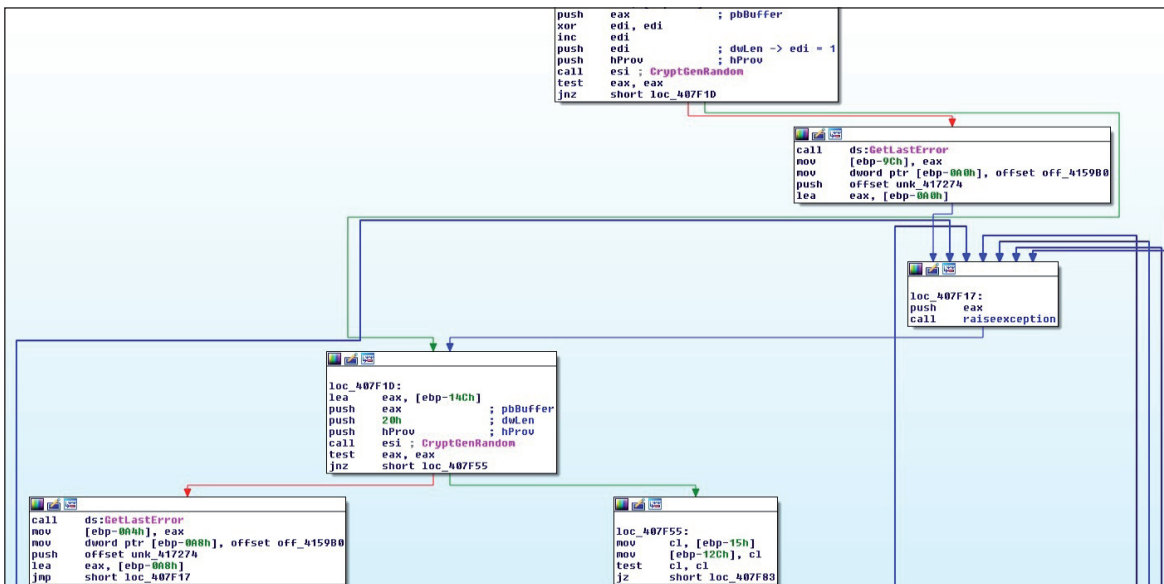 push eax ; pbBuffer
xor edi, edi
inc edi
push edi ; dwLen -> edi = 1
push hProv ; hProv
call esi ; CryptGenRandom
test eax, eax
jnz short loc_407F1D
call ds:GetLastError
mov [ebp-9Ch], eax
mov dword ptr [ebp-0A0h], offset off_4159B0
push offset unk_417274
lea eax, [ebp-0A0h]
loc_407F17:
push eax
call raiseexception
loc_407F1D:
lea eax, [ebp-14Ch]
push eax ; pbBuffer
push 20h ; dwLen
push hProv ; hProv
call esi ; CryptGenRandom
test eax, eax
jnz short loc_407F55
call ds:GetLastError
mov [ebp-0A4h], eax
mov dword ptr [ebp-0A8h], offset off_4159B0
push offset unk_417274
lea eax, [ebp-0A8h]
jmp short loc_407F17
loc_407F55:
mov cl, [ebp-15h]
mov [ebp-12Ch], cl
test cl, cl
jz short loc_407F83